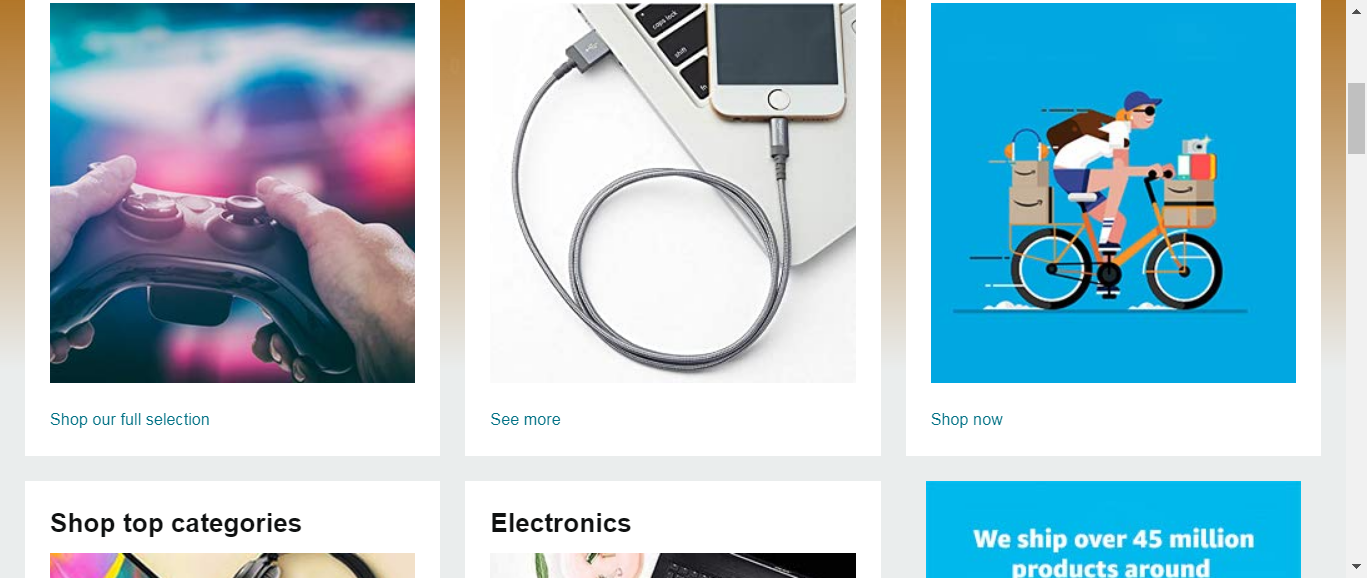 caps lock
shift
fn
Shop our full selection
See more
Shop now
Shop top categories
Electronics
We ship over 45 million
products around